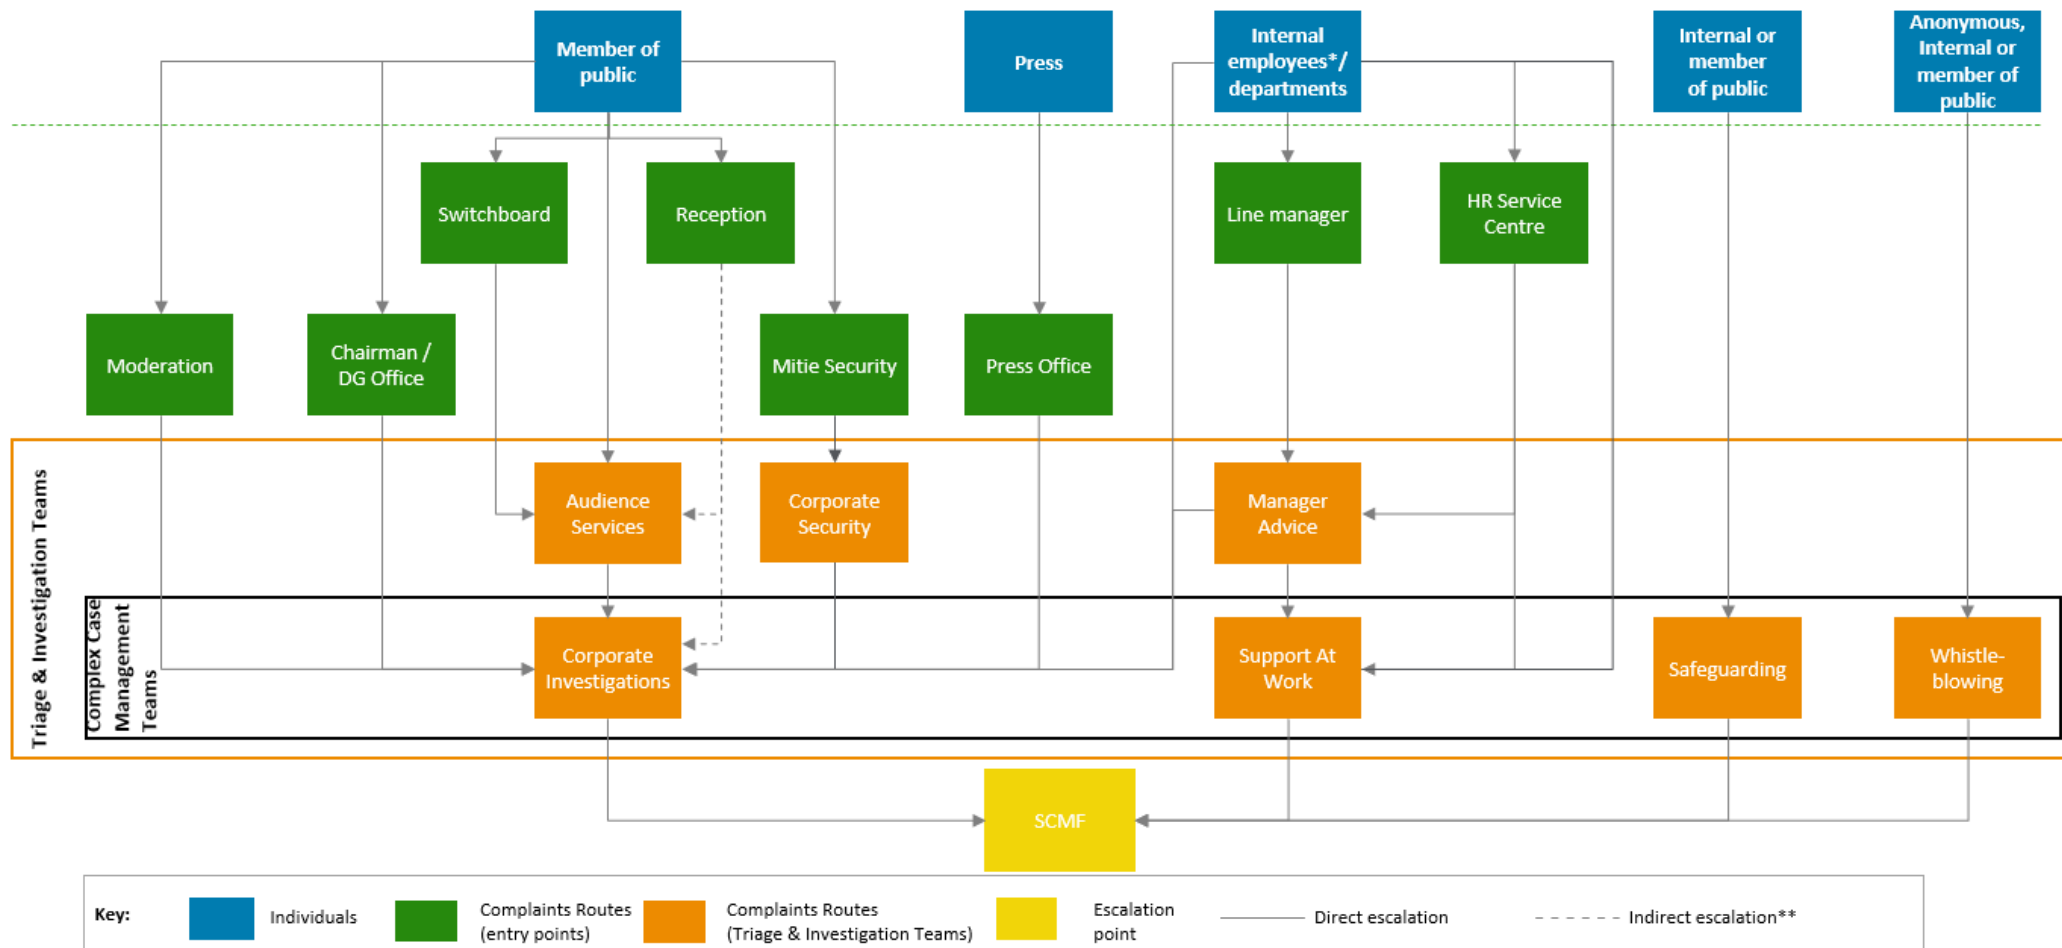 Member of
public
Press
Internal
employees*/
departments
Internal or
member
of public
Anonymous,
Internal or
member of
public
Switchboard
Reception
Line manager
HR Service
Centre
Moderation
Chairman /
DG Office
Mitie Security
Press Office
Triage & Investigation Teams
Audience
Services
Corporate
Security
Manager
Advice
Complex Case
Management
Teams
Corporate
Investigations
Support At
Work
Safeguarding
Whistle-
blowing
SCMF
Key:
Individuals
Complaints Routes
(entry points)
Complaints Routes
(Triage & Investigation Teams)
Escalation
point
Direct escalation
Indirect escalation**